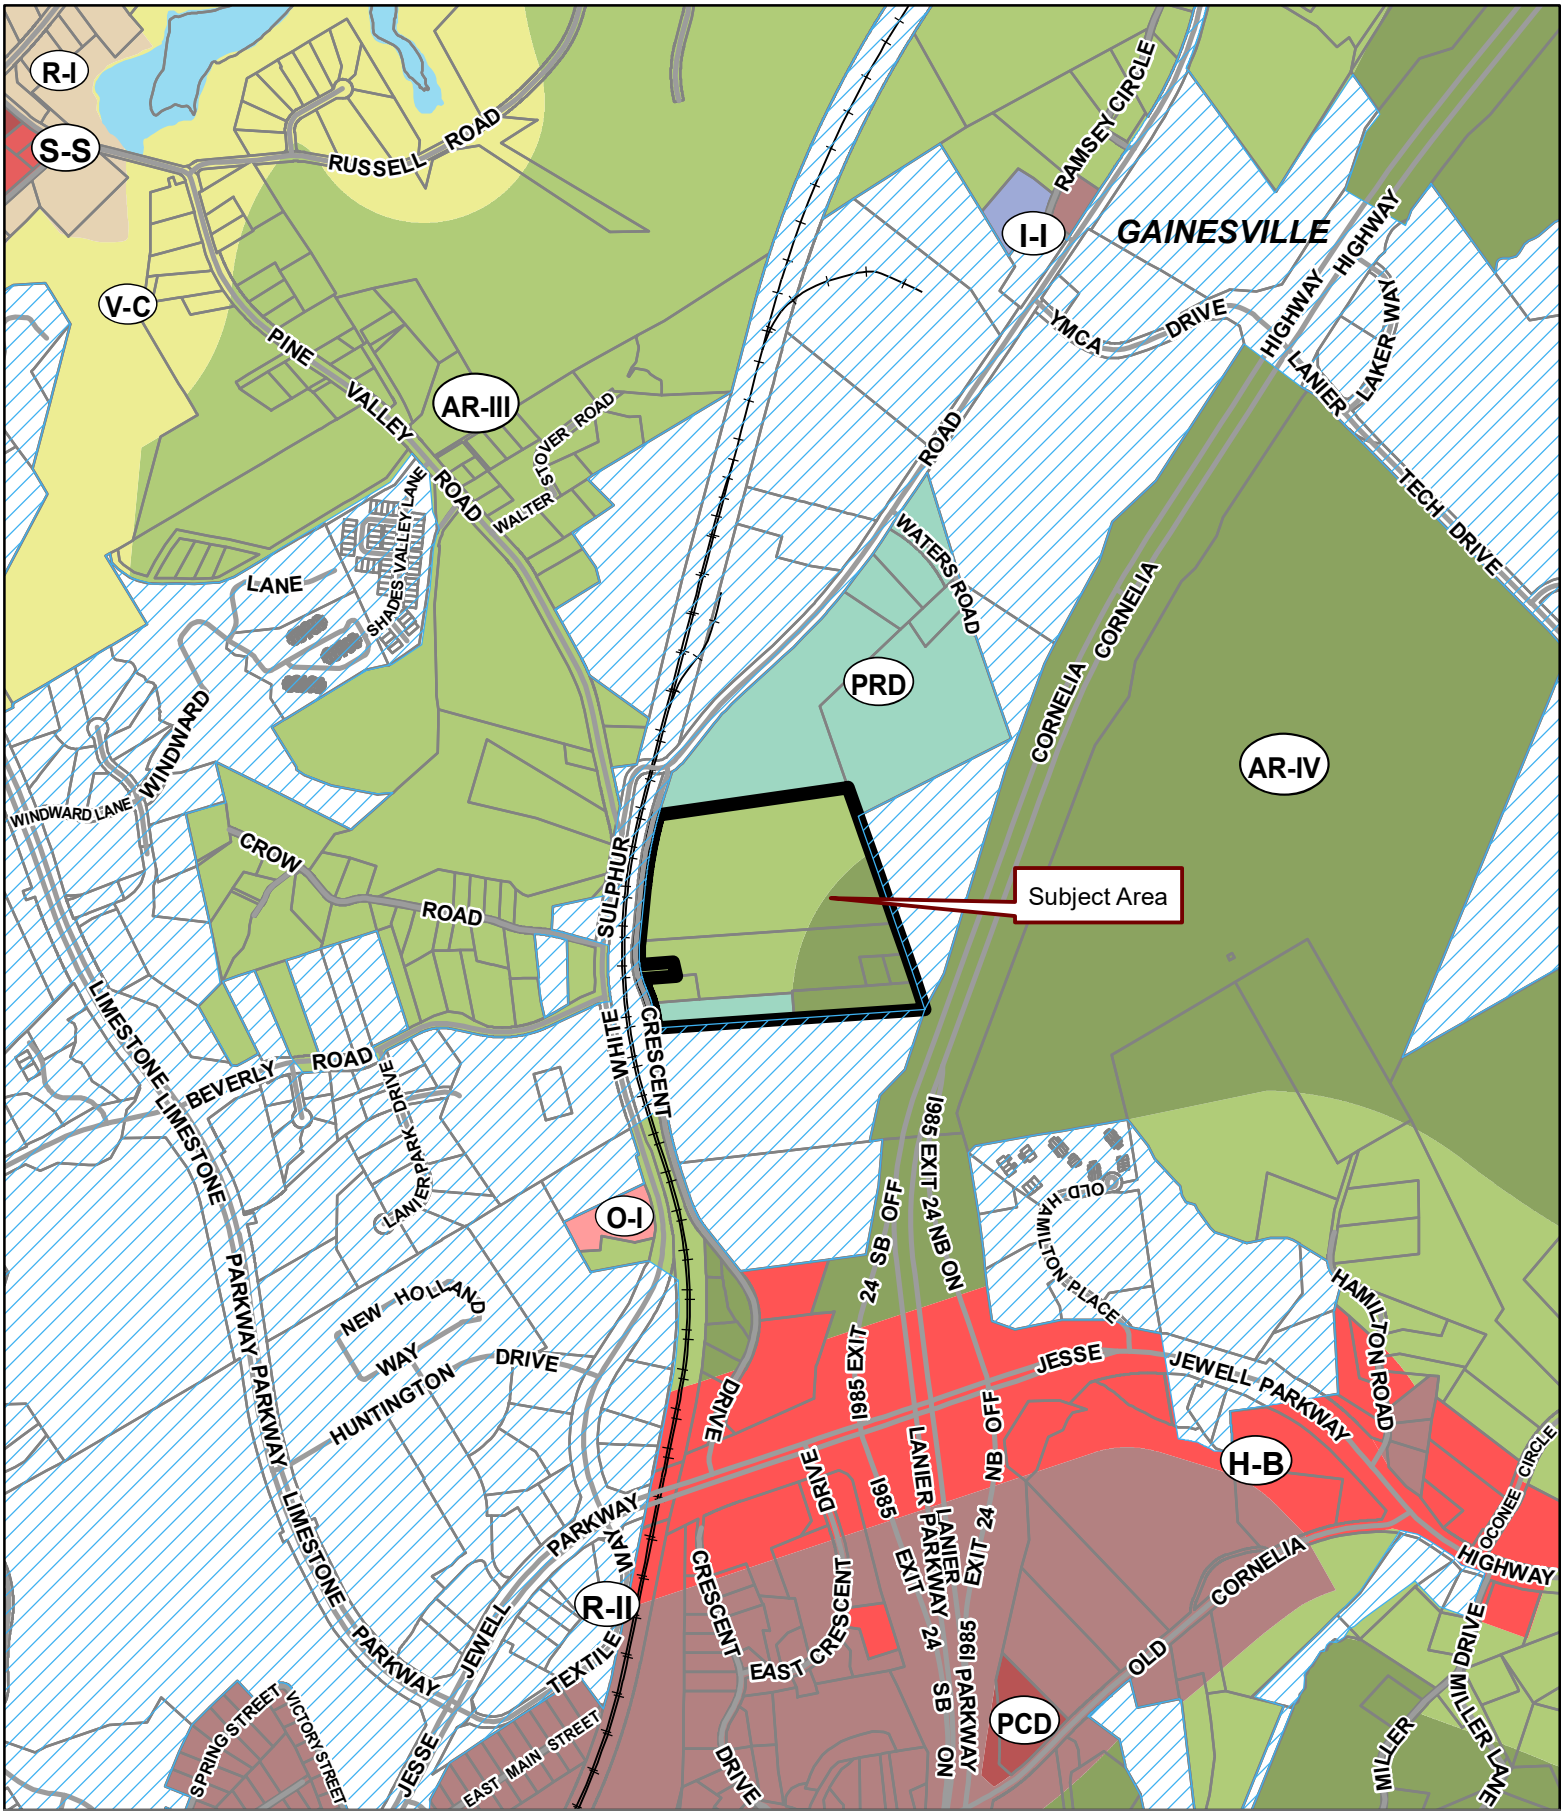 R-I
S-S
RUSSELL ROAD
RAMSEY CIRCLE
I-I
GAINESVILLE
HIGHWAY
HIGHWAY
V-C
PINE
VALLEY
ROAD
AR-III
WALTER
STOVER ROAD
YMCA
DRIVE
LAKER WAY
LANIER
TECH DRIVE
ROAD
WATERS ROAD
LANE
SHADES VALLEY LANE
CORNELIA
CORNELIA
PRD
AR-IV
WINDWARD
WINDWARD LANE
CROW
ROAD
SULPHUR
Subject Area
WHITE
CRESCENT
LIMESTONE
LIMESTONE
BEVERLY
ROAD
LANIER PARK DRIVE
I985 EXIT 24 NB ON
OLD HAMILTON PLACE
O-I
24 SB OFF
I985 EXIT
PARKWAY
PARKWAY
NEW HOLLAND
WAY
HUNTINGTON
DRIVE
HAMILTON ROAD
JESSE
JEWELL PARKWAY
DRIVE
NB OFF
EXIT 24
H-B
OCONEE CIRCLE
HIGHWAY
LIMESTONE
PARKWAY
PARKWAY
WAY
DRIVE
I985
EXIT
24
SB
ON
LANIER PARKWAY
LANIER
I985 PARKWAY
CORNELIA
OLD
R-II
CRESCENT
DRIVE
EAST
CRESCENT
CRESCENT
JEWELL
JESSE
TEXTILE
EAST MAIN STREET
SPRING STREET
VICTORY STREET
PCD
MILLER
DRIVE
MILLER LANE
MILLER